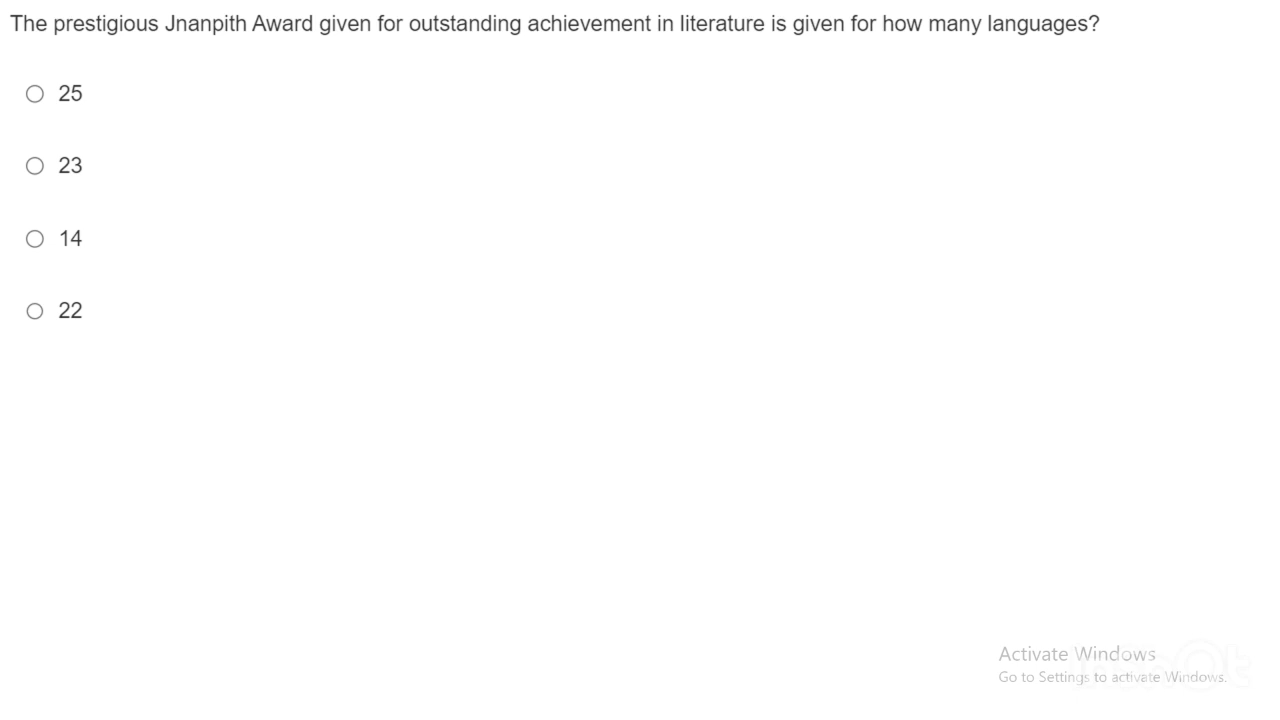 The prestigious Jnanpith Award given for outstanding achievement in literature is given for how many languages?
25
23
14
22
Activate Windows
Go to Settings to activate Windows.